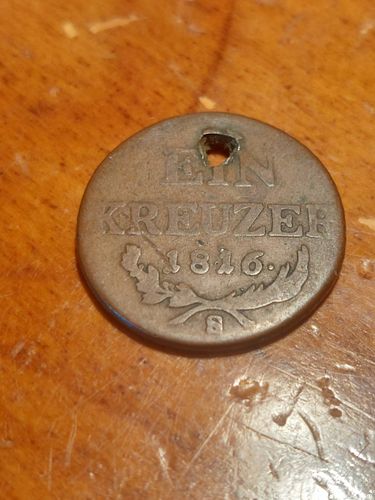 EIN
KREUZER
1816.
S